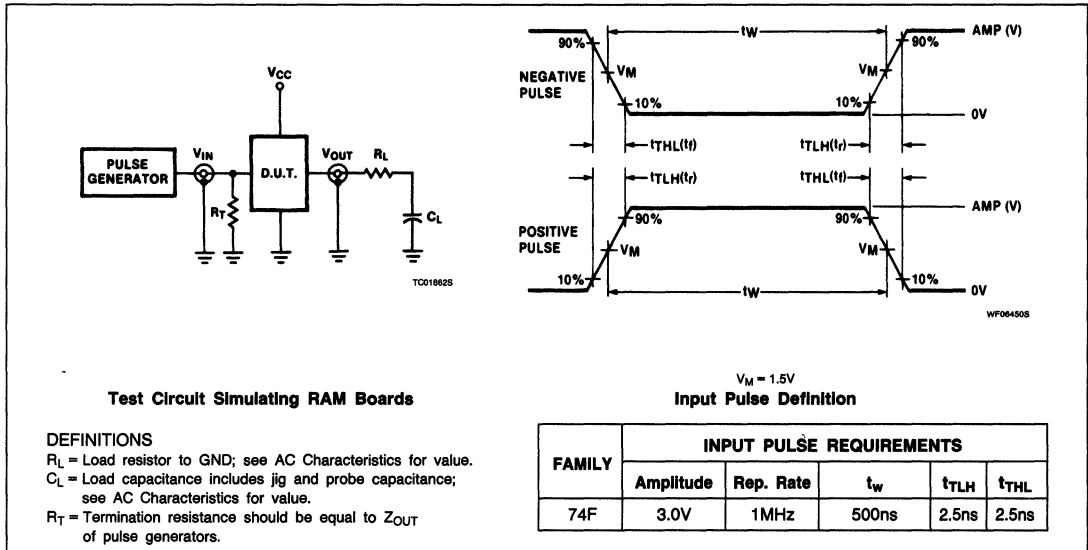 VCC
PULSE GENERATOR
VIN
RT
D.U.T.
VOUT
RL
CL
TC01862S
Test Circuit Simulating RAM Boards
DEFINITIONS
RL = Load resistor to GND; see AC Characteristics for value.
CL = Load capacitance includes jig and probe capacitance;
see AC Characteristics for value.
RT = Termination resistance should be equal to ZOUT
of pulse generators.
tW
AMP (V)
90%
90%
NEGATIVE
PULSE
VM
VM
10%
10%
0V
tTHL(tf)
tTLH(tr)
tTLH(tr)
tTHL(tf)
AMP (V)
90%
90%
POSITIVE
PULSE
VM
VM
10%
10%
tW
0V
WF06450S
VM = 1.5V
Input Pulse Definition
FAMILY
INPUT PULSE REQUIREMENTS
Amplitude Rep. Rate tw tTLH tTHL
74F 3.0V 1MHz 500ns 2.5ns 2.5ns